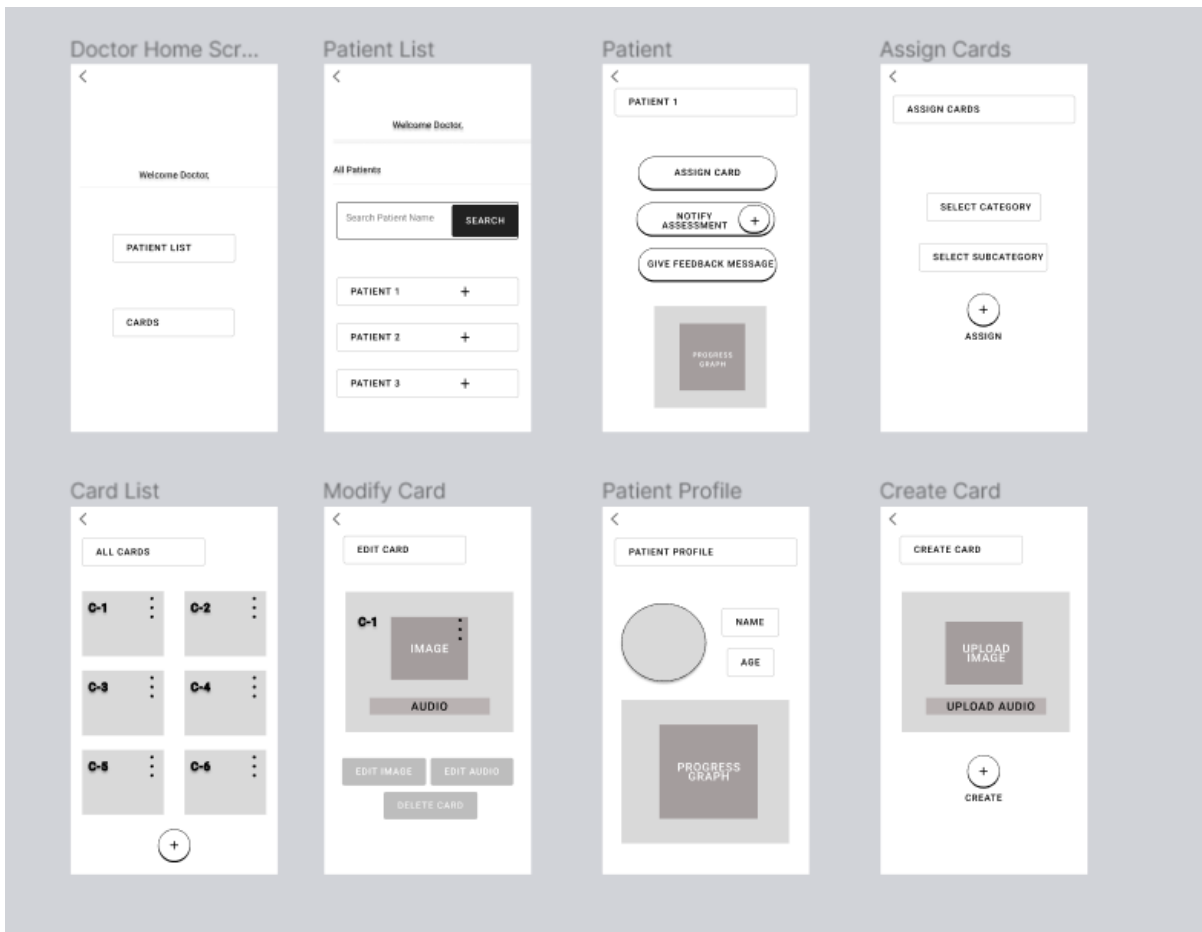 Doctor Home Scr...
Welcome Doctor,
PATIENT LIST
CARDS
Patient List
Welcome Doctor,
All Patients
Search Patient Name
SEARCH
PATIENT 1 +
PATIENT 2 +
PATIENT 3 +
Patient
PATIENT 1
ASSIGN CARD
NOTIFY
ASSESSMENT +
GIVE FEEDBACK MESSAGE
PROGRESS
GRAPH
Assign Cards
ASSIGN CARDS
SELECT CATEGORY
SELECT SUBCATEGORY
+
ASSIGN
Card List
ALL CARDS
C-1 C-2
C-3 C-4
C-5 C-6
+
Modify Card
EDIT CARD
C-1
IMAGE
AUDIO
EDIT IMAGE EDIT AUDIO
DELETE CARD
Patient Profile
PATIENT PROFILE
NAME
AGE
PROGRESS
GRAPH
Create Card
CREATE CARD
UPLOAD
IMAGE
UPLOAD AUDIO
+
CREATE